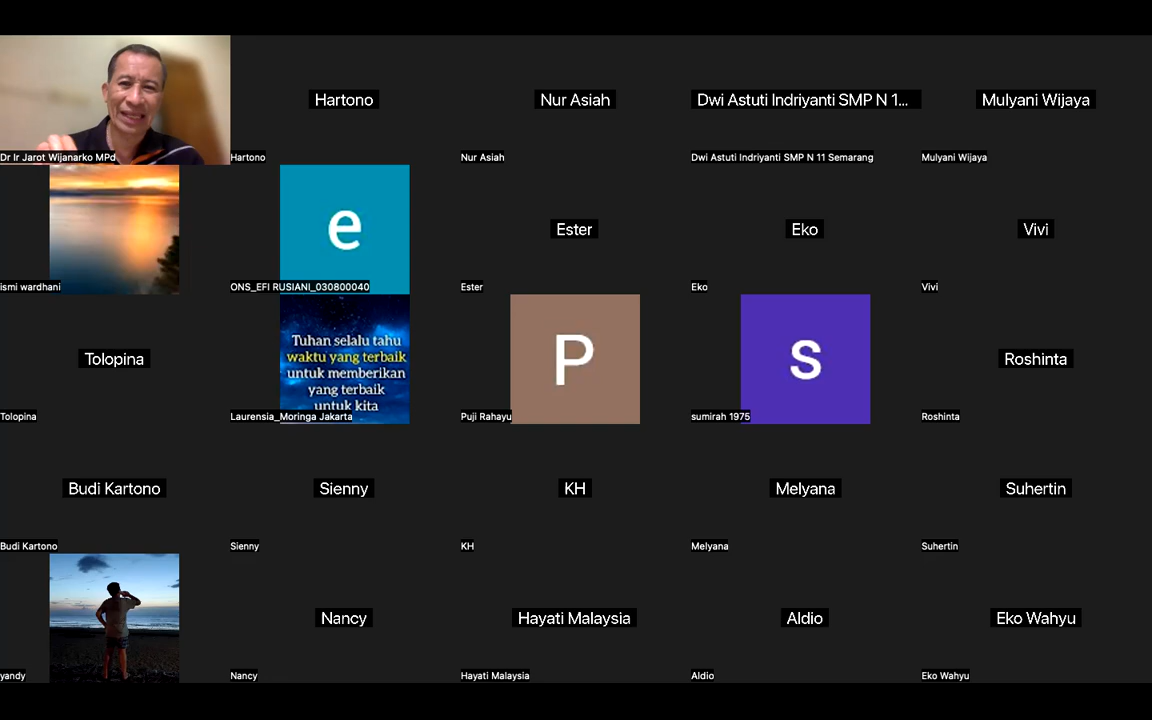 Hartono
Nur Asiah
Dwi Astuti Indriyanti SMP N 1...
Mulyani Wijaya
Dr Ir Jarot Wijanarko MPd
Hartono
Nur Asiah
Dwi Astuti Indriyanti SMP N 11 Semarang
Mulyani Wijaya
e
Ester
Eko
Vivi
ismi wardhani
ONS_EFI RUSIANI_030800040
Ester
Eko
Vivi
Tolopina
Tuhan selalu tahu
waktu yang terbaik
untuk memberikan
yang terbaik
untuk kita
P
s
Roshinta
Tolopina
Laurensia_Moringa Jakarta
Puji Rahayu
sumirah 1975
Roshinta
Budi Kartono
Sienny
KH
Melyana
Suhertin
Budi Kartono
Sienny
KH
Melyana
Suhertin
Nancy
Hayati Malaysia
Aldio
Eko Wahyu
yandy
Nancy
Hayati Malaysia
Aldio
Eko Wahyu